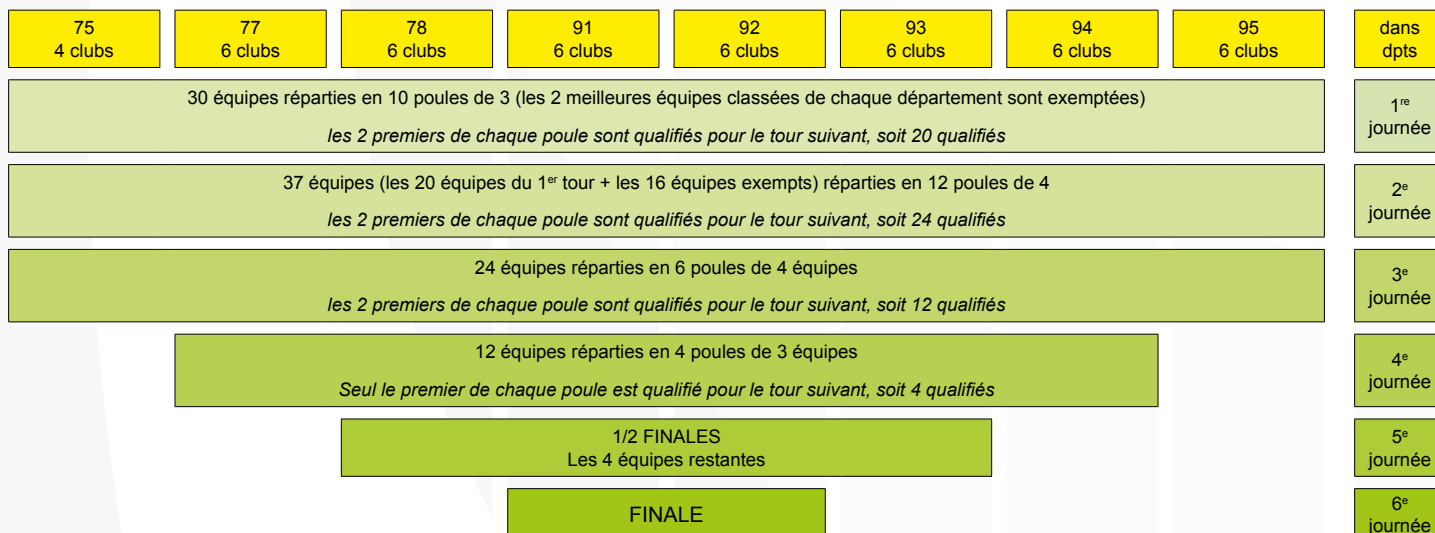 75
4 clubs
77
6 clubs
78
6 clubs
91
6 clubs
92
6 clubs
93
6 clubs
94
6 clubs
95
6 clubs
dans
dpts
30 équipes réparties en 10 poules de 3 (les 2 meilleures équipes classées de chaque département sont exemptées)
les 2 premiers de chaque poule sont qualifiés pour le tour suivant, soit 20 qualifiés
1re
journée
37 équipes (les 20 équipes du 1er tour + les 16 équipes exempts) réparties en 12 poules de 4
les 2 premiers de chaque poule sont qualifiés pour le tour suivant, soit 24 qualifiés
2e
journée
24 équipes réparties en 6 poules de 4 équipes
les 2 premiers de chaque poule sont qualifiés pour le tour suivant, soit 12 qualifiés
3e
journée
12 équipes réparties en 4 poules de 3 équipes
Seul le premier de chaque poule est qualifié pour le tour suivant, soit 4 qualifiés
4e
journée
1/2 FINALES
Les 4 équipes restantes
5e
journée
FINALE
6e
journée